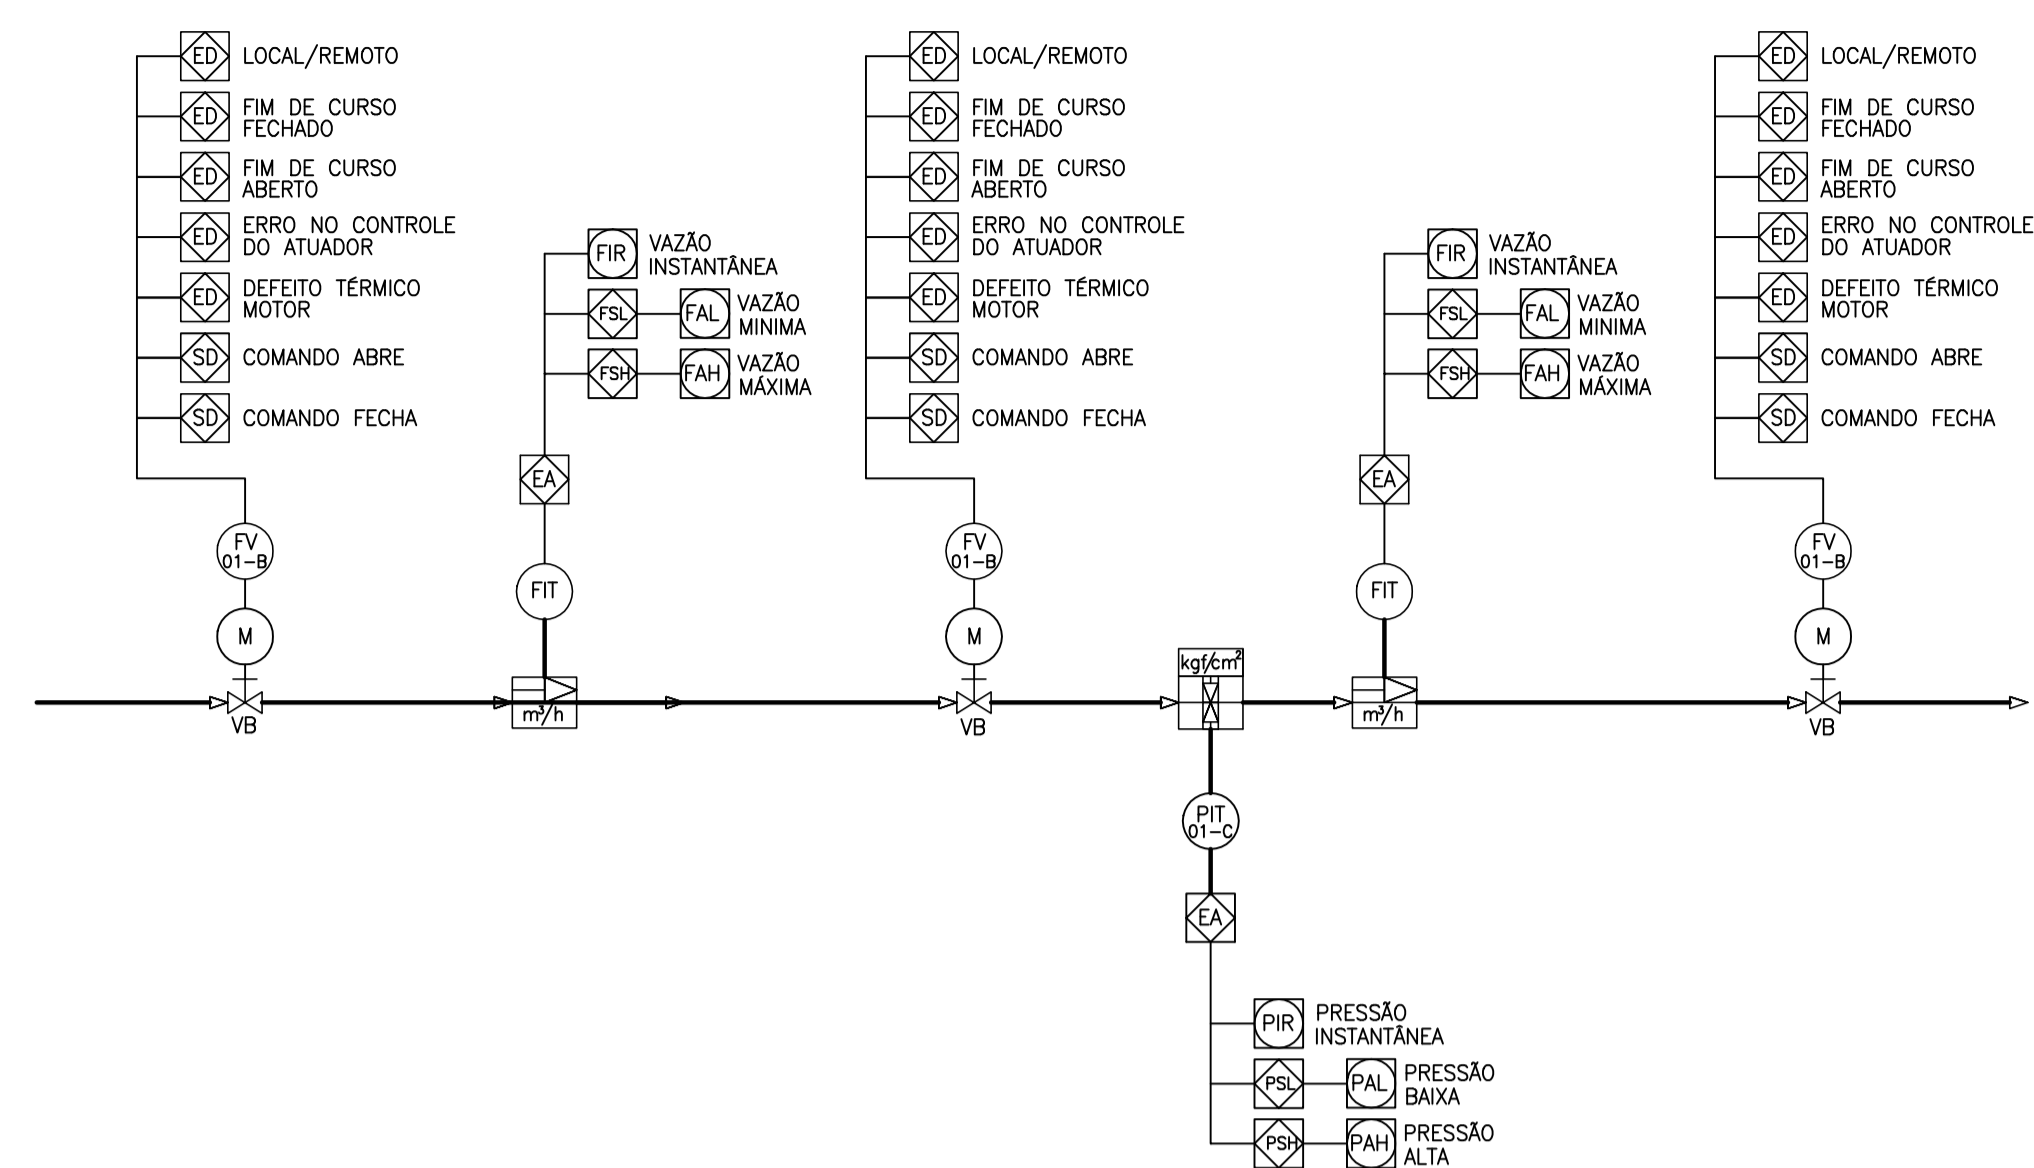 ED LOCAL/REMOTO
ED FIM DE CURSO
FECHADO
ED FIM DE CURSO
ABERTO
ED ERRO NO CONTROLE
DO ATUADOR
ED DEFEITO TÉRMICO
MOTOR
SD COMANDO ABRE
SD COMANDO FECHA
FV
01-B
M
VB
FIR VAZÃO
INSTANTÂNEA
FSL FAL VAZÃO
MINIMA
FSH FAH VAZÃO
MÁXIMA
EA
FIT
m³/h
ED LOCAL/REMOTO
ED FIM DE CURSO
FECHADO
ED FIM DE CURSO
ABERTO
ED ERRO NO CONTROLE
DO ATUADOR
ED DEFEITO TÉRMICO
MOTOR
SD COMANDO ABRE
SD COMANDO FECHA
FV
01-B
M
VB
kgf/cm²
PIT
01-C
EA
PIR PRESSÃO
INSTANTÂNEA
PSL PAL PRESSÃO
BAIXA
PSH PAH PRESSÃO
ALTA
FIR VAZÃO
INSTANTÂNEA
FSL FAL VAZÃO
MINIMA
FSH FAH VAZÃO
MÁXIMA
EA
FIT
m³/h
ED LOCAL/REMOTO
ED FIM DE CURSO
FECHADO
ED FIM DE CURSO
ABERTO
ED ERRO NO CONTROLE
DO ATUADOR
ED DEFEITO TÉRMICO
MOTOR
SD COMANDO ABRE
SD COMANDO FECHA
FV
01-B
M
VB